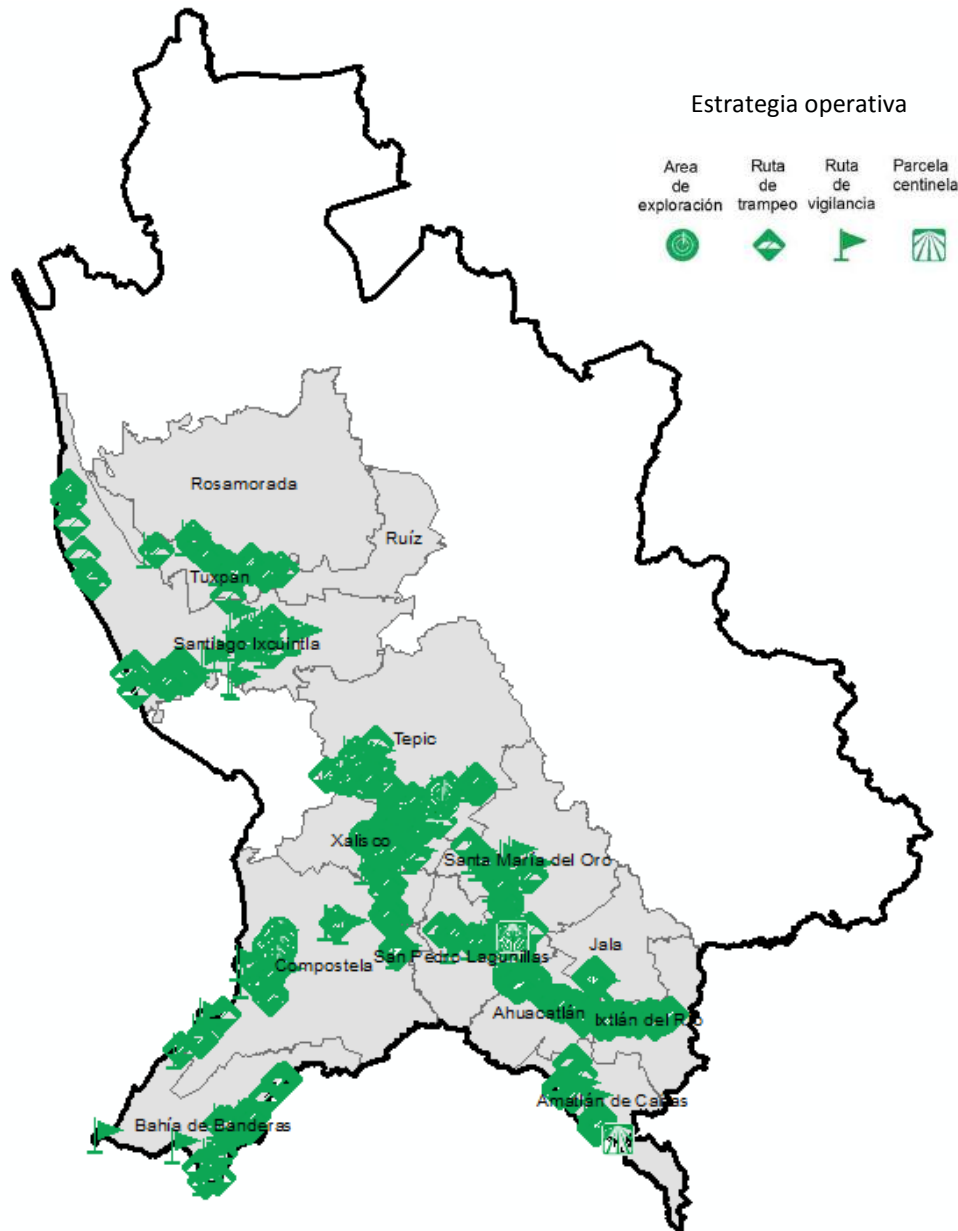 Estrategia operativa
Area de exploración
Ruta de trampeo
Ruta de vigilancia
Parcela centinela
Rosamorada
Ruíz
Tuxpan
Santiago Ixcuintla
Tepic
Xalisco
Santa María del Oro
Jala
San Pedro Lagunillas
Compostela
Ahuacatlán
Ixtlán del Río
Amatlán de Cañas
Bahía de Banderas